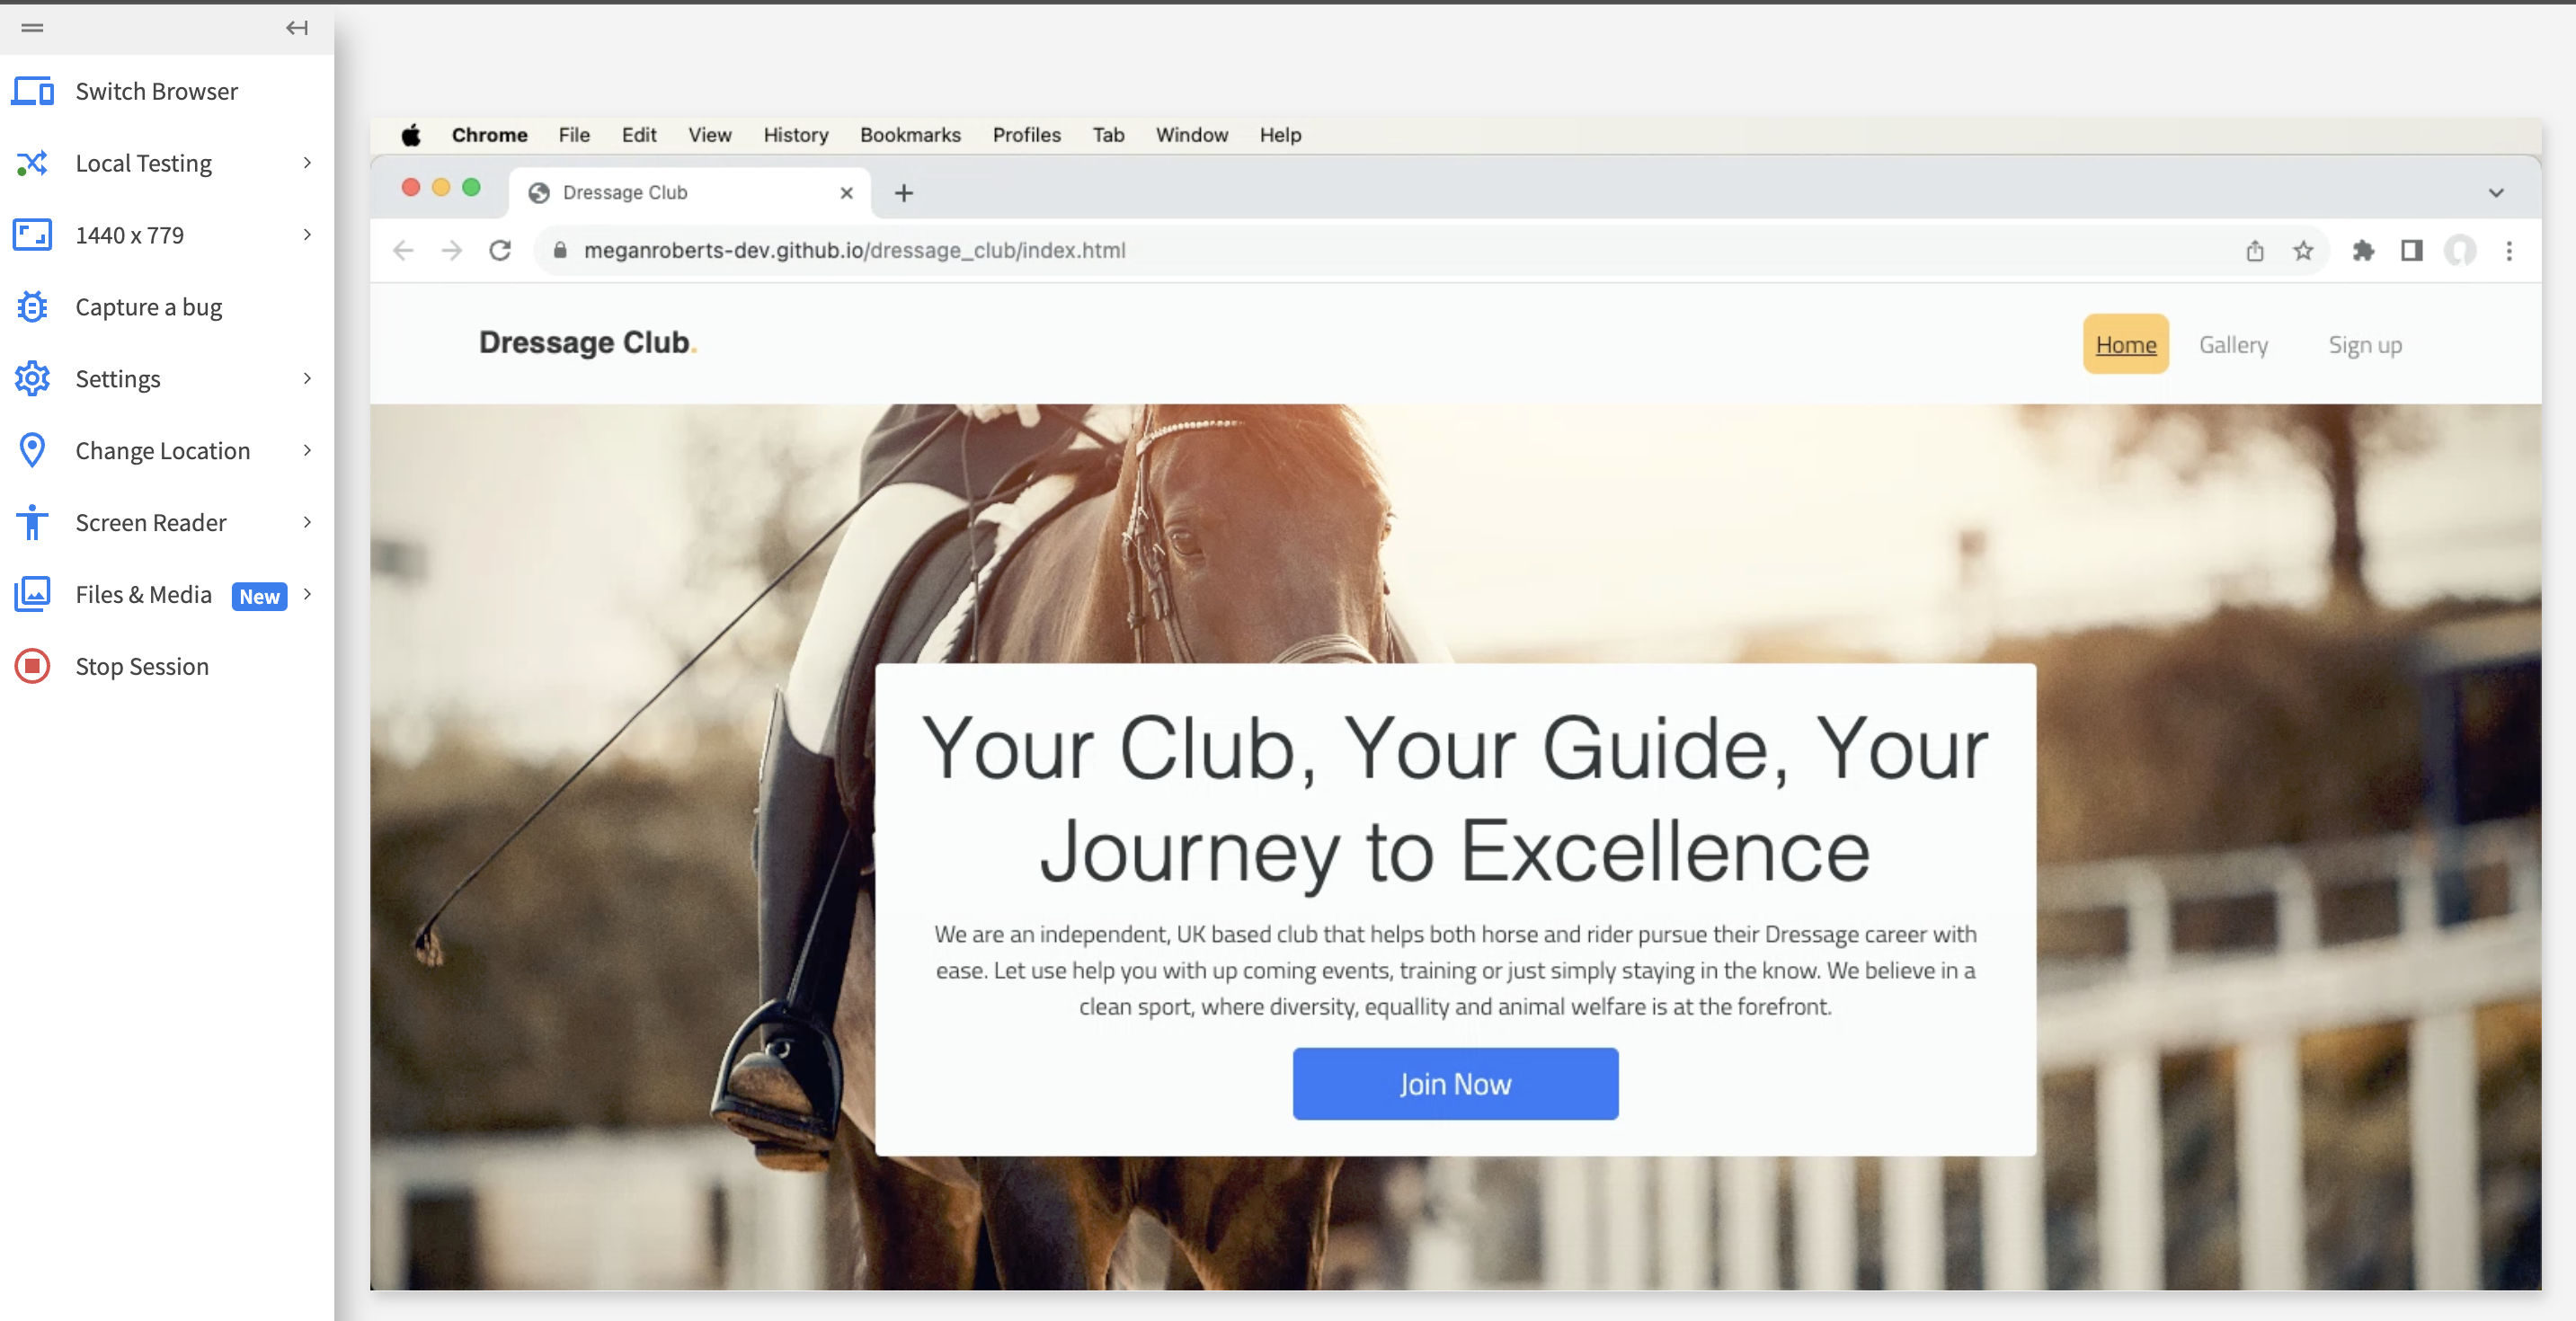 Switch Browser
Local Testing
1440 x 779
Capture a bug
Settings
Change Location
Screen Reader
Files & Media New
Stop Session
Chrome File Edit View History Bookmarks Profiles Tab Window Help
Dressage Club
meganroberts-dev.github.io/dressage_club/index.html
Dressage Club.
Home Gallery Sign up
Your Club, Your Guide, Your
Journey to Excellence
We are an independent, UK based club that helps both horse and rider pursue their Dressage career with
ease. Let use help you with up coming events, training or just simply staying in the know. We believe in a
clean sport, where diversity, equallity and animal welfare is at the forefront.
Join Now